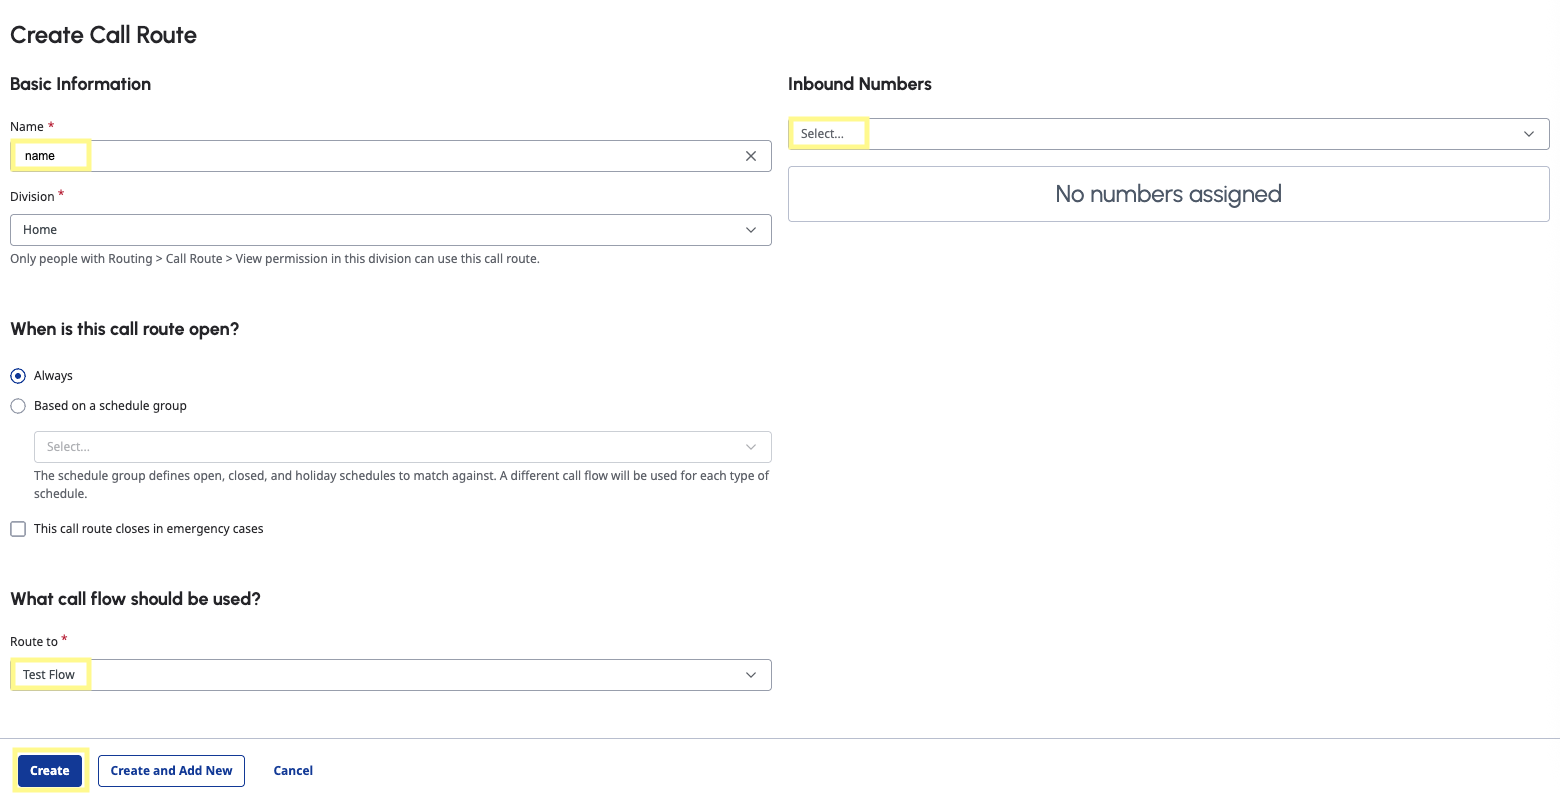 Create Call Route
Basic Information
Name *
name
Division *
Home
Only people with Routing > Call Route > View permission in this division can use this call route.
When is this call route open?
Always
Based on a schedule group
Select...
The schedule group defines open, closed, and holiday schedules to match against. A different call flow will be used for each type of
schedule.
This call route closes in emergency cases
What call flow should be used?
Route to *
Test Flow
Inbound Numbers
Select...
No numbers assigned
Create
Create and Add New
Cancel